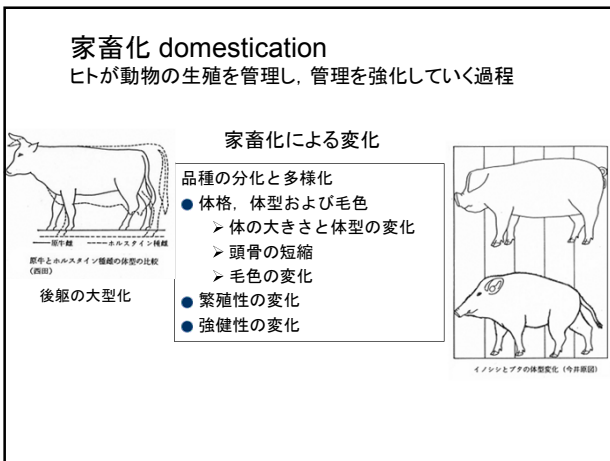 家畜化 domestication
ヒトが動物の生殖を管理し，管理を強化していく過程
家畜化による変化
原牛雌 ホルスタイン種雌
原牛とホルスタイン種雌の体型の比較
（西田）
後躯の大型化
品種の分化と多様化
● 体格，体型および毛色
➢ 体の大きさと体型の変化
➢ 頭骨の短縮
➢ 毛色の変化
● 繁殖性の変化
● 強健性の変化
イノシシとブタの体型変化（今井原図）